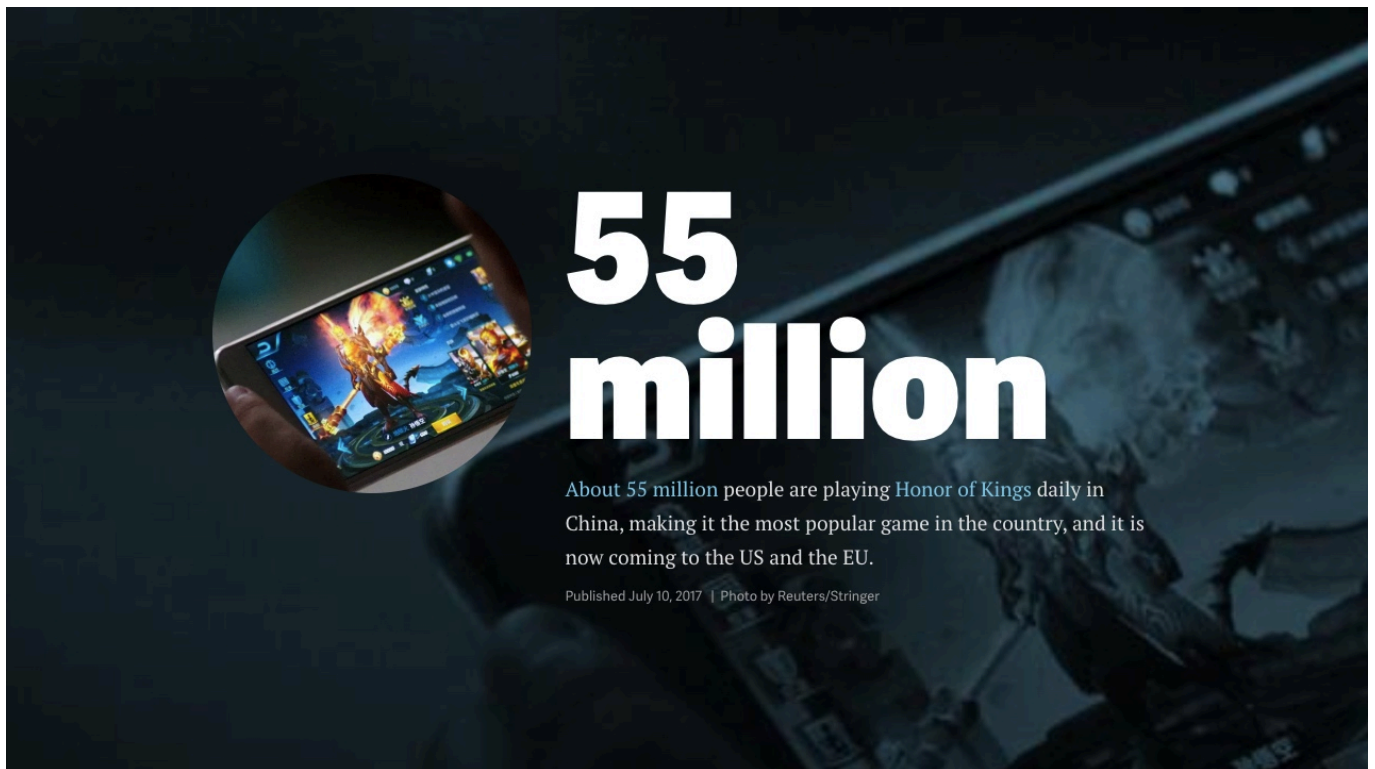 55
million
About 55 million people are playing Honor of Kings daily in
China, making it the most popular game in the country, and it is
now coming to the US and the EU.
Published July 10, 2017 | Photo by Reuters/Stringer